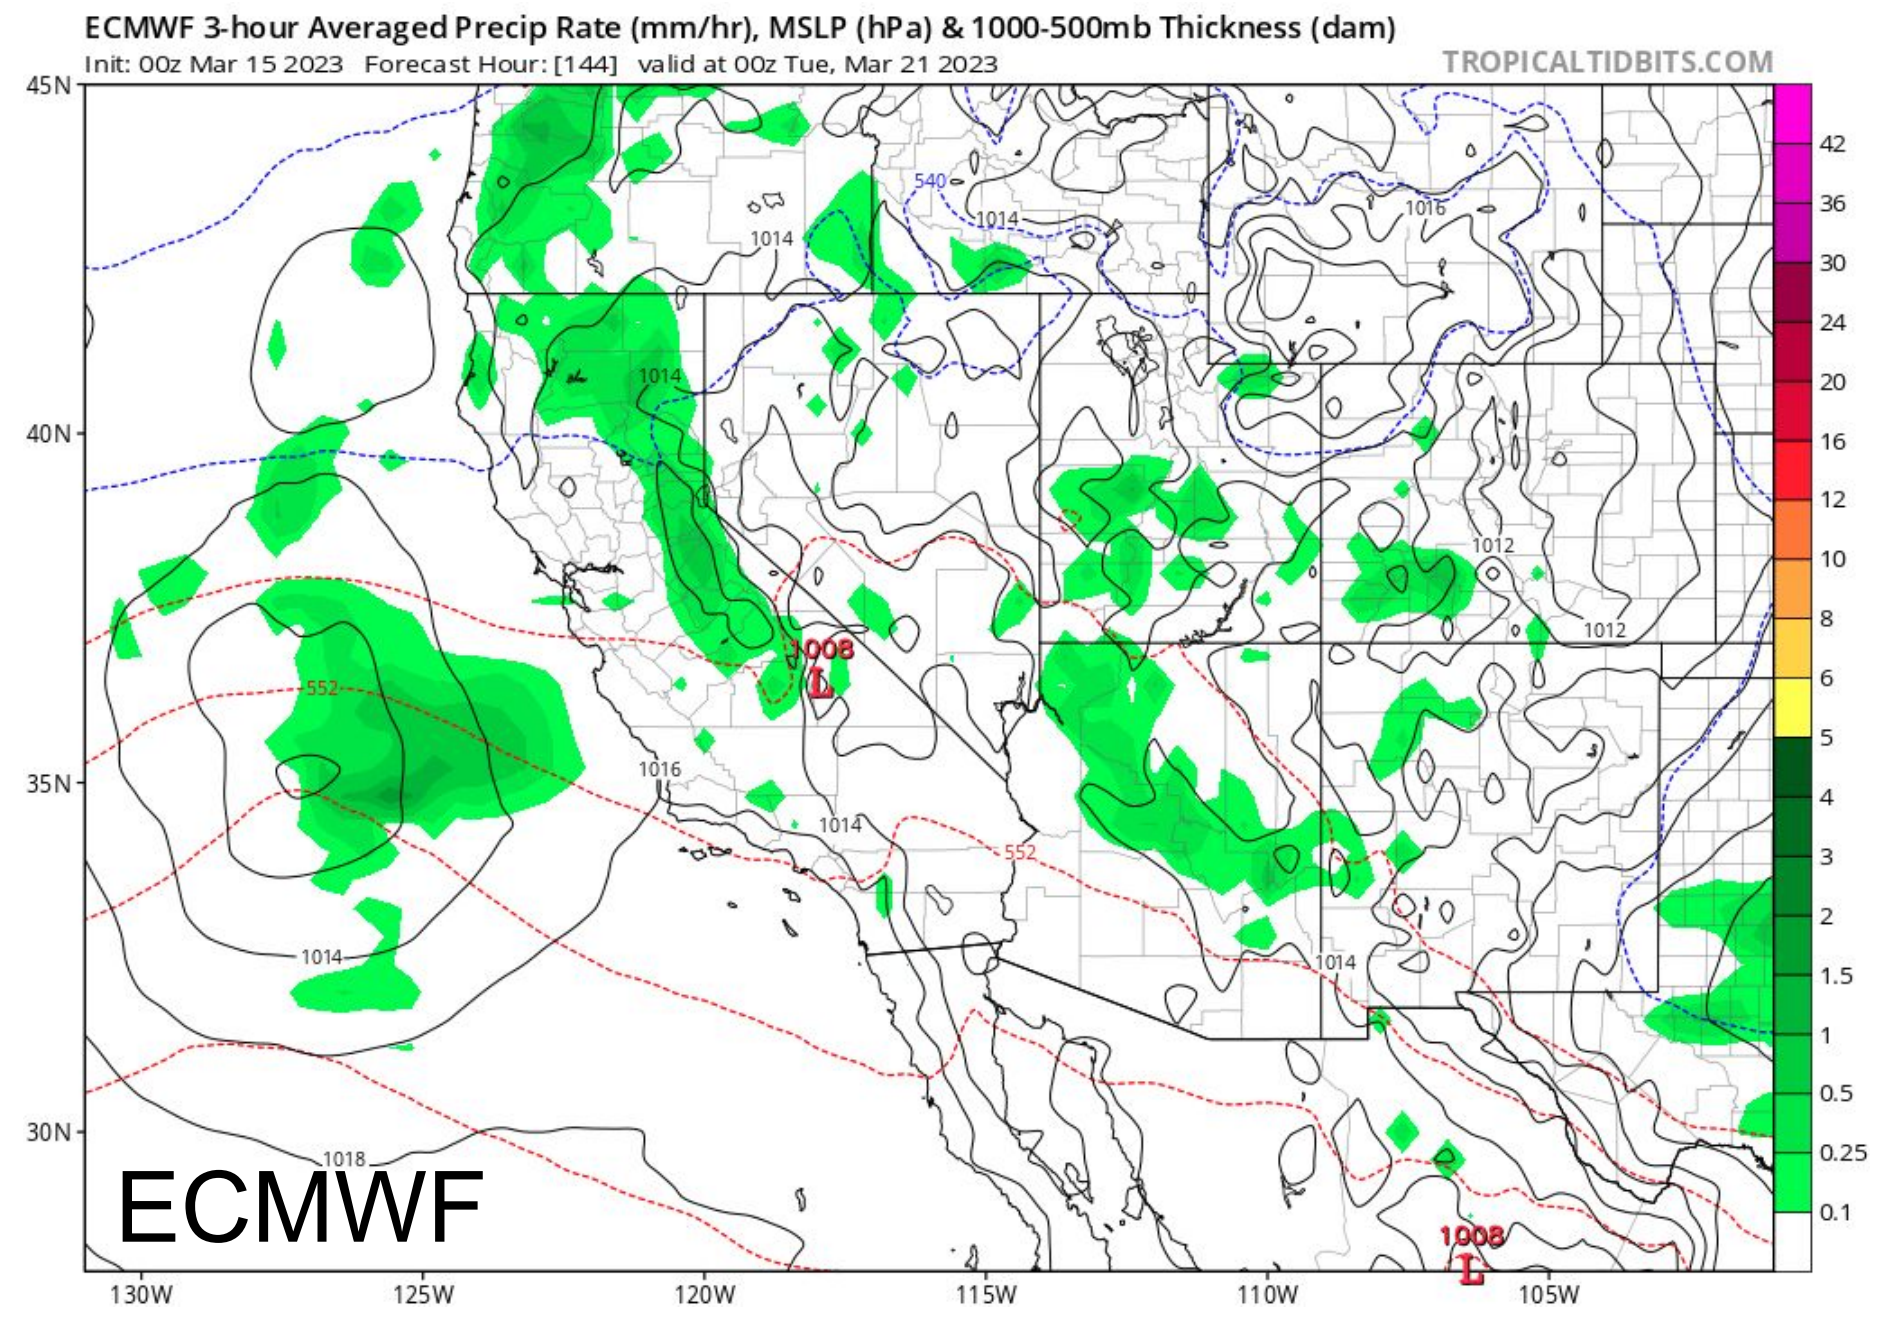 ECMWF 3-hour Averaged Precip Rate (mm/hr), MSLP (hPa) & 1000-500mb Thickness (dam)
Init: 00z Mar 15 2023 Forecast Hour: [144] valid at 00z Tue, Mar 21 2023
TROPICALTIDBITS.COM
45N
42
540
36
1014
1016
1014
30
24
1014
20
40N
16
12
1012
10
8
1012
1008
L
552
6
5
1016
35N
4
1014
552
3
2
1014
1014
1.5
1
0.5
30N
1018
0.25
ECMWF
0.1
1008
L
130W
125W
120W
115W
110W
105W